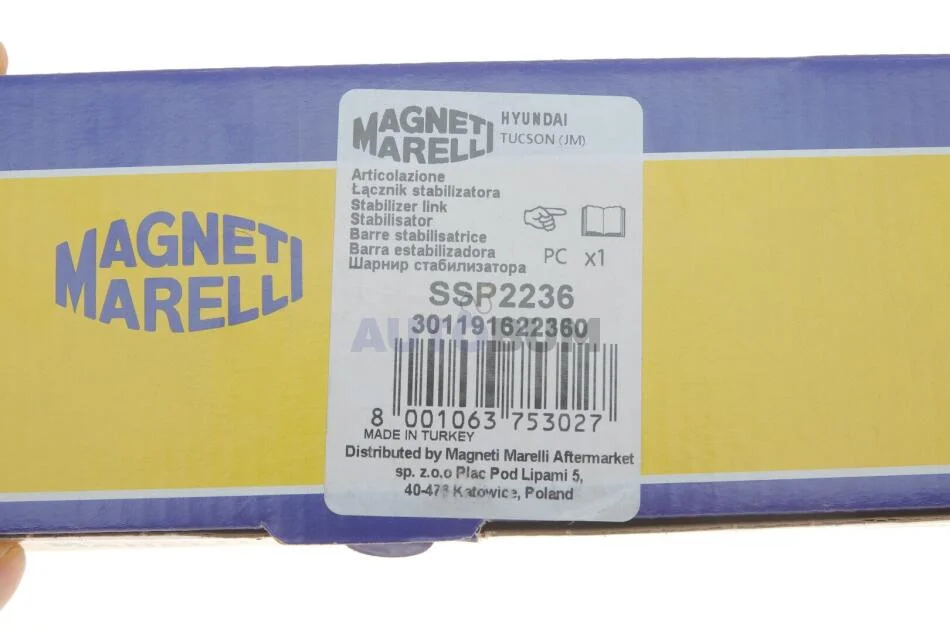 MAGNETI
MARELLI
MAGNETI
MARELLI
HYUNDAI
TUCSON (JM)
Articolazione
Łącznik stabilizatora
Stabilizer link
Stabilisator
Barre stabilisatrice
Barra estabilizadora
Шарнир стабилизатора
PC x1
SSP2236
301191622360
8 001063 753027
MADE IN TURKEY
Distributed by Magneti Marelli Aftermarket
sp. z.o.o Plac Pod Lipami 5,
40-476 Katowice, Poland